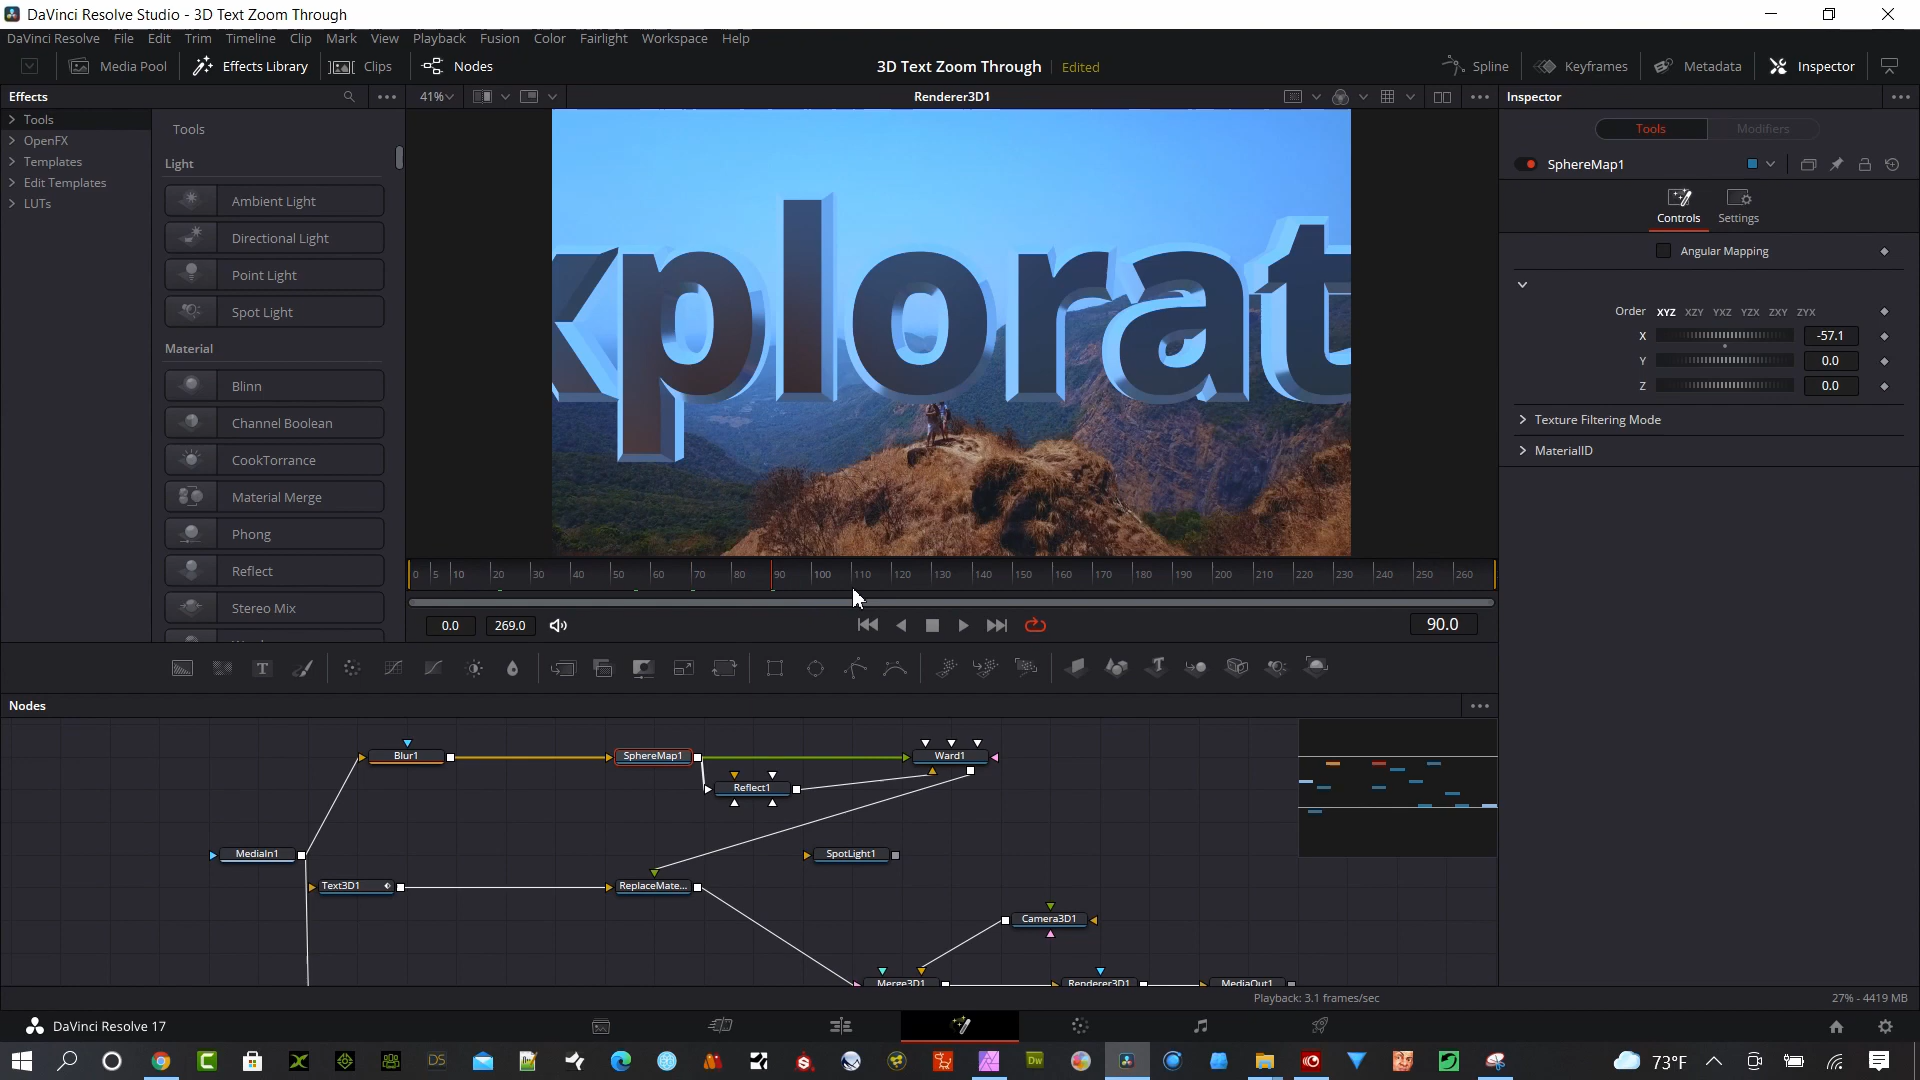 DaVinci Resolve Studio - 3D Text Zoom Through
DaVinci Resolve File Edit Trim Timeline Clip Mark View Playback Fusion Color Fairlight Workspace Help
Media Pool Effects Library Clips Nodes 3D Text Zoom Through Edited Spline Keyframes Metadata Inspector
Effects 41% Renderer3D1 Inspector
Tools
OpenFX
Templates
Edit Templates
LUTs
Tools
Light
Ambient Light
Directional Light
Point Light
Spot Light
Material
Blinn
Channel Boolean
CookTorrance
Material Merge
Phong
Reflect
Stereo Mix
xplorat
0 5 10 20 30 40 50 60 70 80 90 100 110 120 130 140 150 160 170 180 190 200 210 220 230 240 250 260
0.0 269.0 90.0
Tools Modifiers
SphereMap1
Controls Settings
Angular Mapping
Order XYZ XZY YXZ YZX ZXY ZYX
X -57.1
Y 0.0
Z 0.0
Texture Filtering Mode
MaterialID
Nodes
Blur1 SphereMap1 Ward1
Reflect1
MediaIn1 SpotLight1
Text3D1 ReplaceMate...
Camera3D1
Merge3D1 Renderer3D1 MediaOut1
Playback: 3.1 frames/sec 27% - 4419 MB
DaVinci Resolve 17
DS Dw 73°F